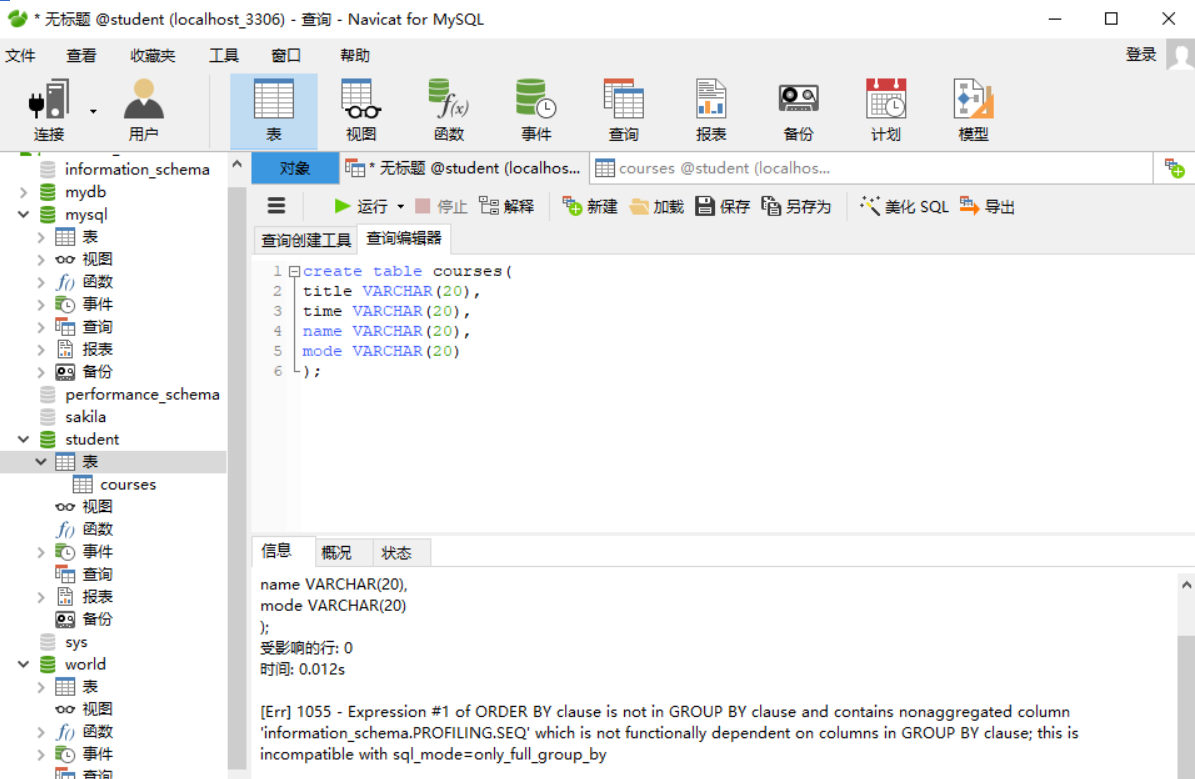 * 无标题 @student (localhost_3306) - 查询 - Navicat for MySQL
文件 查看 收藏夹 工具 窗口 帮助 登录
连接 用户 表 视图 函数 事件 查询 报表 备份 计划 模型
information_schema
mydb
mysql
表
视图
函数
事件
查询
报表
备份
performance_schema
sakila
student
表
courses
视图
函数
事件
查询
报表
备份
sys
world
表
视图
函数
事件
查询
对象 * 无标题 @student (localhos... courses @student (localhos...
运行 停止 解释 新建 加载 保存 另存为 美化 SQL 导出
查询创建工具 查询编辑器
1 create table courses(
2 title VARCHAR(20),
3 time VARCHAR(20),
4 name VARCHAR(20),
5 mode VARCHAR(20)
6 );
信息 概况 状态
name VARCHAR(20),
mode VARCHAR(20)
);
受影响的行: 0
时间: 0.012s
[Err] 1055 - Expression #1 of ORDER BY clause is not in GROUP BY clause and contains nonaggregated column
'information_schema.PROFILING.SEQ' which is not functionally dependent on columns in GROUP BY clause; this is
incompatible with sql_mode=only_full_group_by